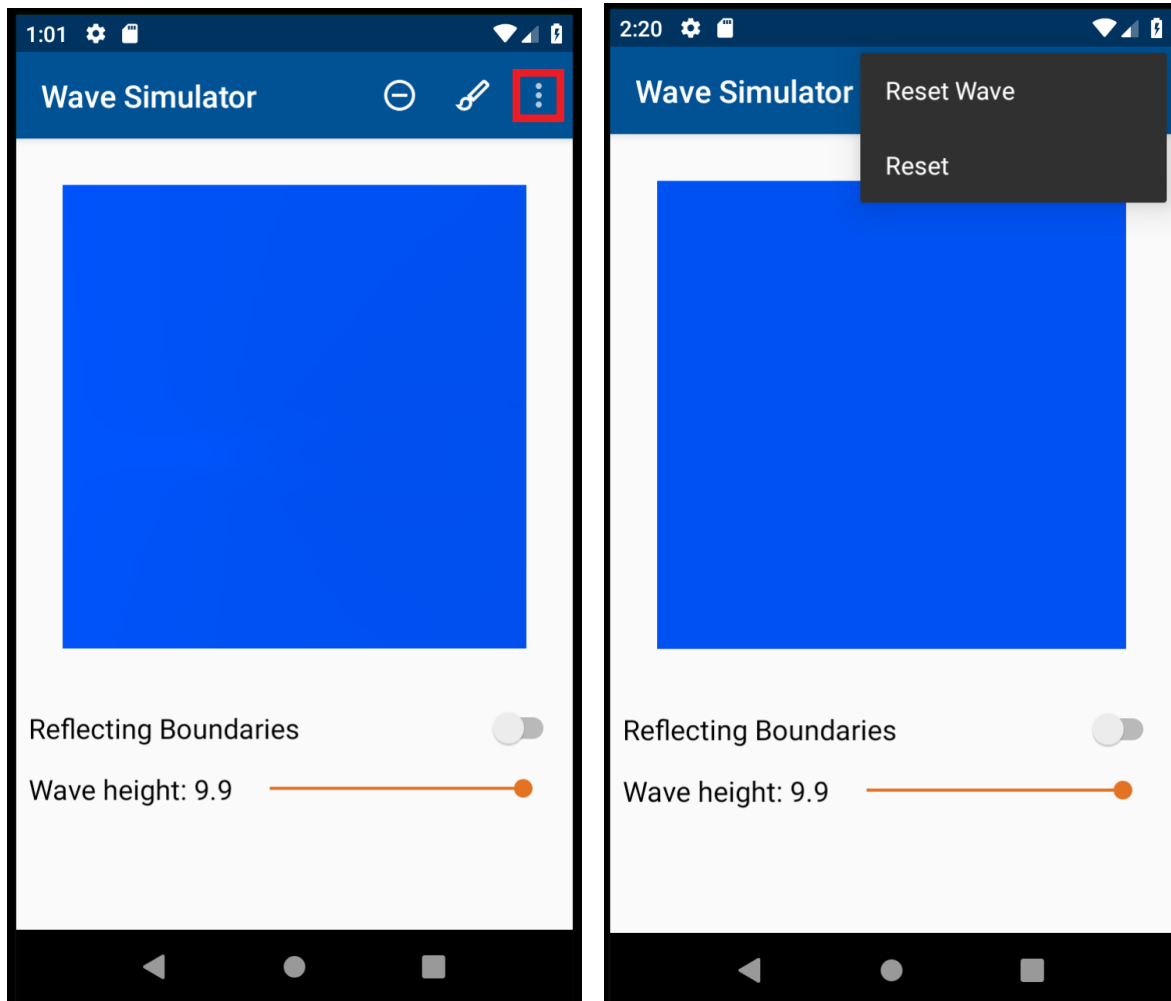 1:01
Wave Simulator
Reflecting Boundaries
Wave height: 9.9
2:20
Wave Simulator
Reset Wave
Reset
Reflecting Boundaries
Wave height: 9.9